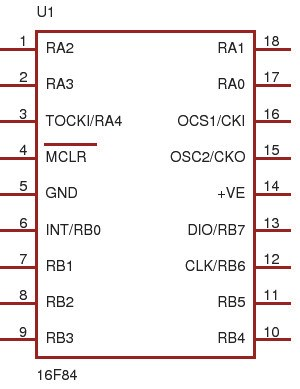 U1
1 RA2 RA1 18
2 RA3 RA0 17
3 TOCKI/RA4 OCS1/CKI 16
4 MCLR OSC2/CKO 15
5 GND +VE 14
6 INT/RB0 DIO/RB7 13
7 RB1 CLK/RB6 12
8 RB2 RB5 11
9 RB3 RB4 10
16F84